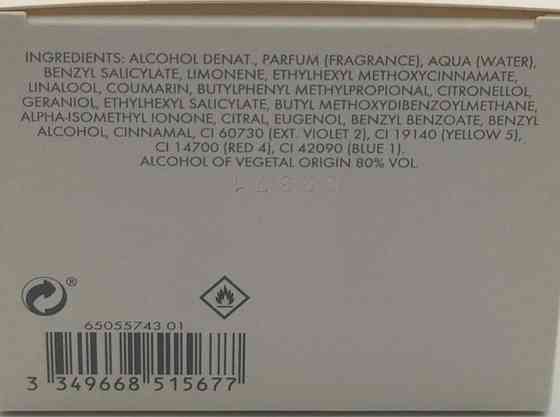 INGREDIENTS: ALCOHOL DENAT., PARFUM (FRAGRANCE), AQUA (WATER),
BENZYL SALICYLATE, LIMONENE, ETHYLHEXYL METHOXYCINNAMATE,
LINALOOL, COUMARIN, BUTYLPHENYL METHYLPROPIONAL, CITRONELLOL
GERANIOL, ETHYLHEXYL SALICYLATE, BUTYL METHOXYDIBENZOYLMETHANE,
ALPHA-ISOMETHYL IONONE, CITRAL, EUGENOL, BENZYL BENZOATE, BENZYL
ALCOHOL, CINNAMAL, CI 60730 (EXT. VIOLET 2), CI 19140 (YELLOW 5),
CI 14700 (RED 4), CI 42090 (BLUE 1).
ALCOHOL OF VEGETAL ORIGIN 80% VOL.
®
65055743 01
3 349668 515677